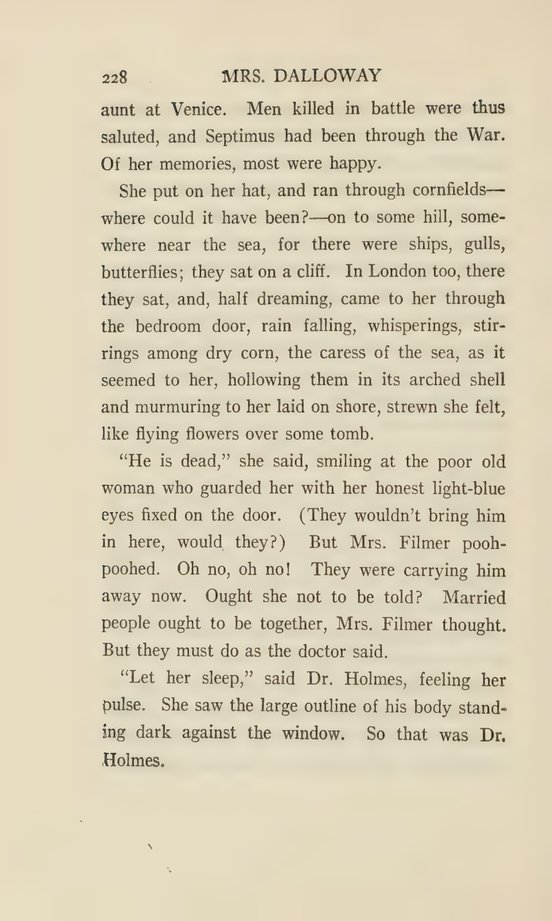 228 MRS. DALLOWAY
aunt at Venice. Men killed in battle were thus
saluted, and Septimus had been through the War.
Of her memories, most were happy.
She put on her hat, and ran through cornfields—
where could it have been?—on to some hill, some-
where near the sea, for there were ships, gulls,
butterflies; they sat on a cliff. In London too, there
they sat, and, half dreaming, came to her through
the bedroom door, rain falling, whisperings, stir-
rings among dry corn, the caress of the sea, as it
seemed to her, hollowing them in its arched shell
and murmuring to her laid on shore, strewn she felt,
like flying flowers over some tomb.
"He is dead," she said, smiling at the poor old
woman who guarded her with her honest light-blue
eyes fixed on the door. (They wouldn't bring him
in here, would they?) But Mrs. Filmer pooh-
poohed. Oh no, oh no! They were carrying him
away now. Ought she not to be told? Married
people ought to be together, Mrs. Filmer thought.
But they must do as the doctor said.
"Let her sleep," said Dr. Holmes, feeling her
pulse. She saw the large outline of his body stand-
ing dark against the window. So that was Dr.
Holmes.